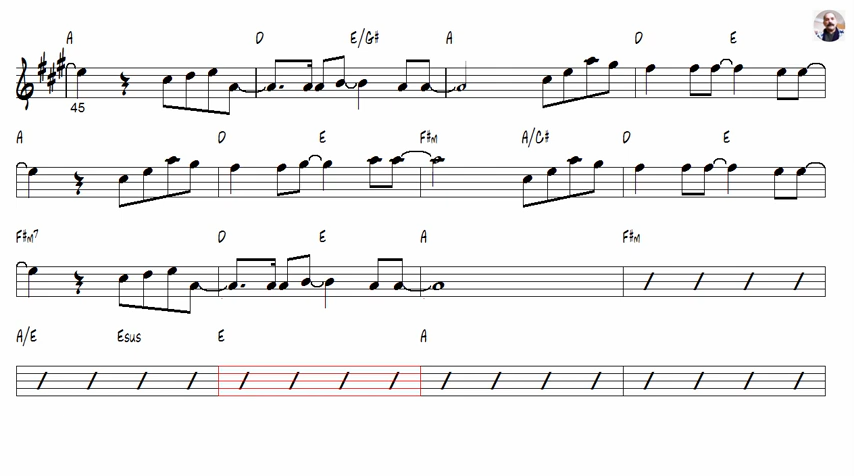 A D E/G# A D E
45
A D E F#m A/C# D E
F#m7 D E A F#m
A/E Esus E A